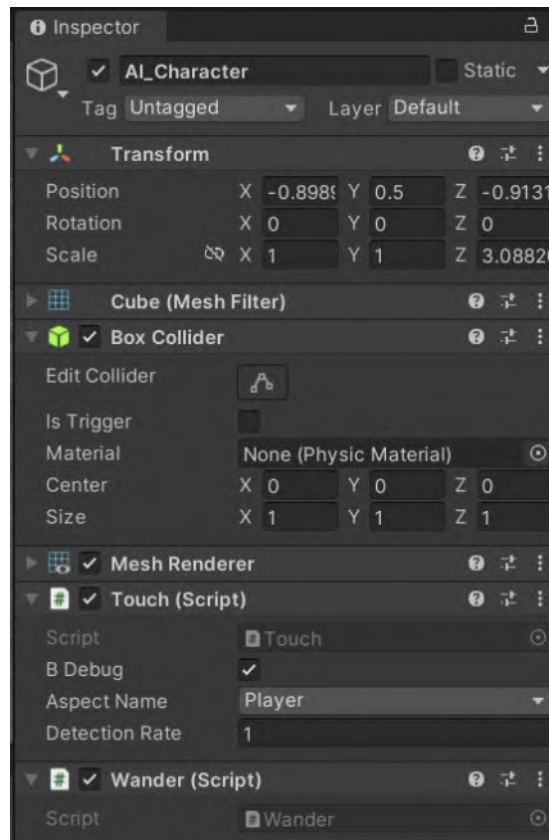 Inspector
AI_Character Static
Tag Untagged Layer Default
Transform
Position X -0.8989 Y 0.5 Z -0.9131
Rotation X 0 Y 0 Z 0
Scale X 1 Y 1 Z 3.0882
Cube (Mesh Filter)
Box Collider
Edit Collider
Is Trigger
Material None (Physic Material)
Center X 0 Y 0 Z 0
Size X 1 Y 1 Z 1
Mesh Renderer
# Touch (Script)
Script # Touch
B Debug
Aspect Name Player
Detection Rate 1
# Wander (Script)
Script # Wander